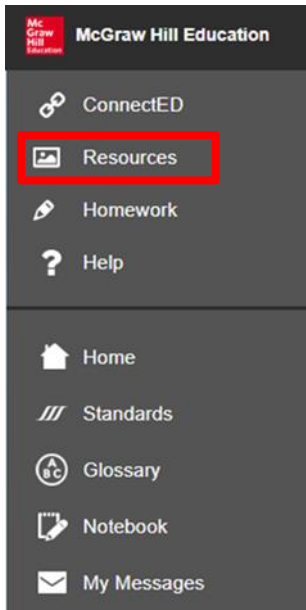 Mc
Graw
Hill
Education
McGraw Hill Education
ConnectED
Resources
Homework
Help
Home
Standards
A
B C
Glossary
Notebook
My Messages